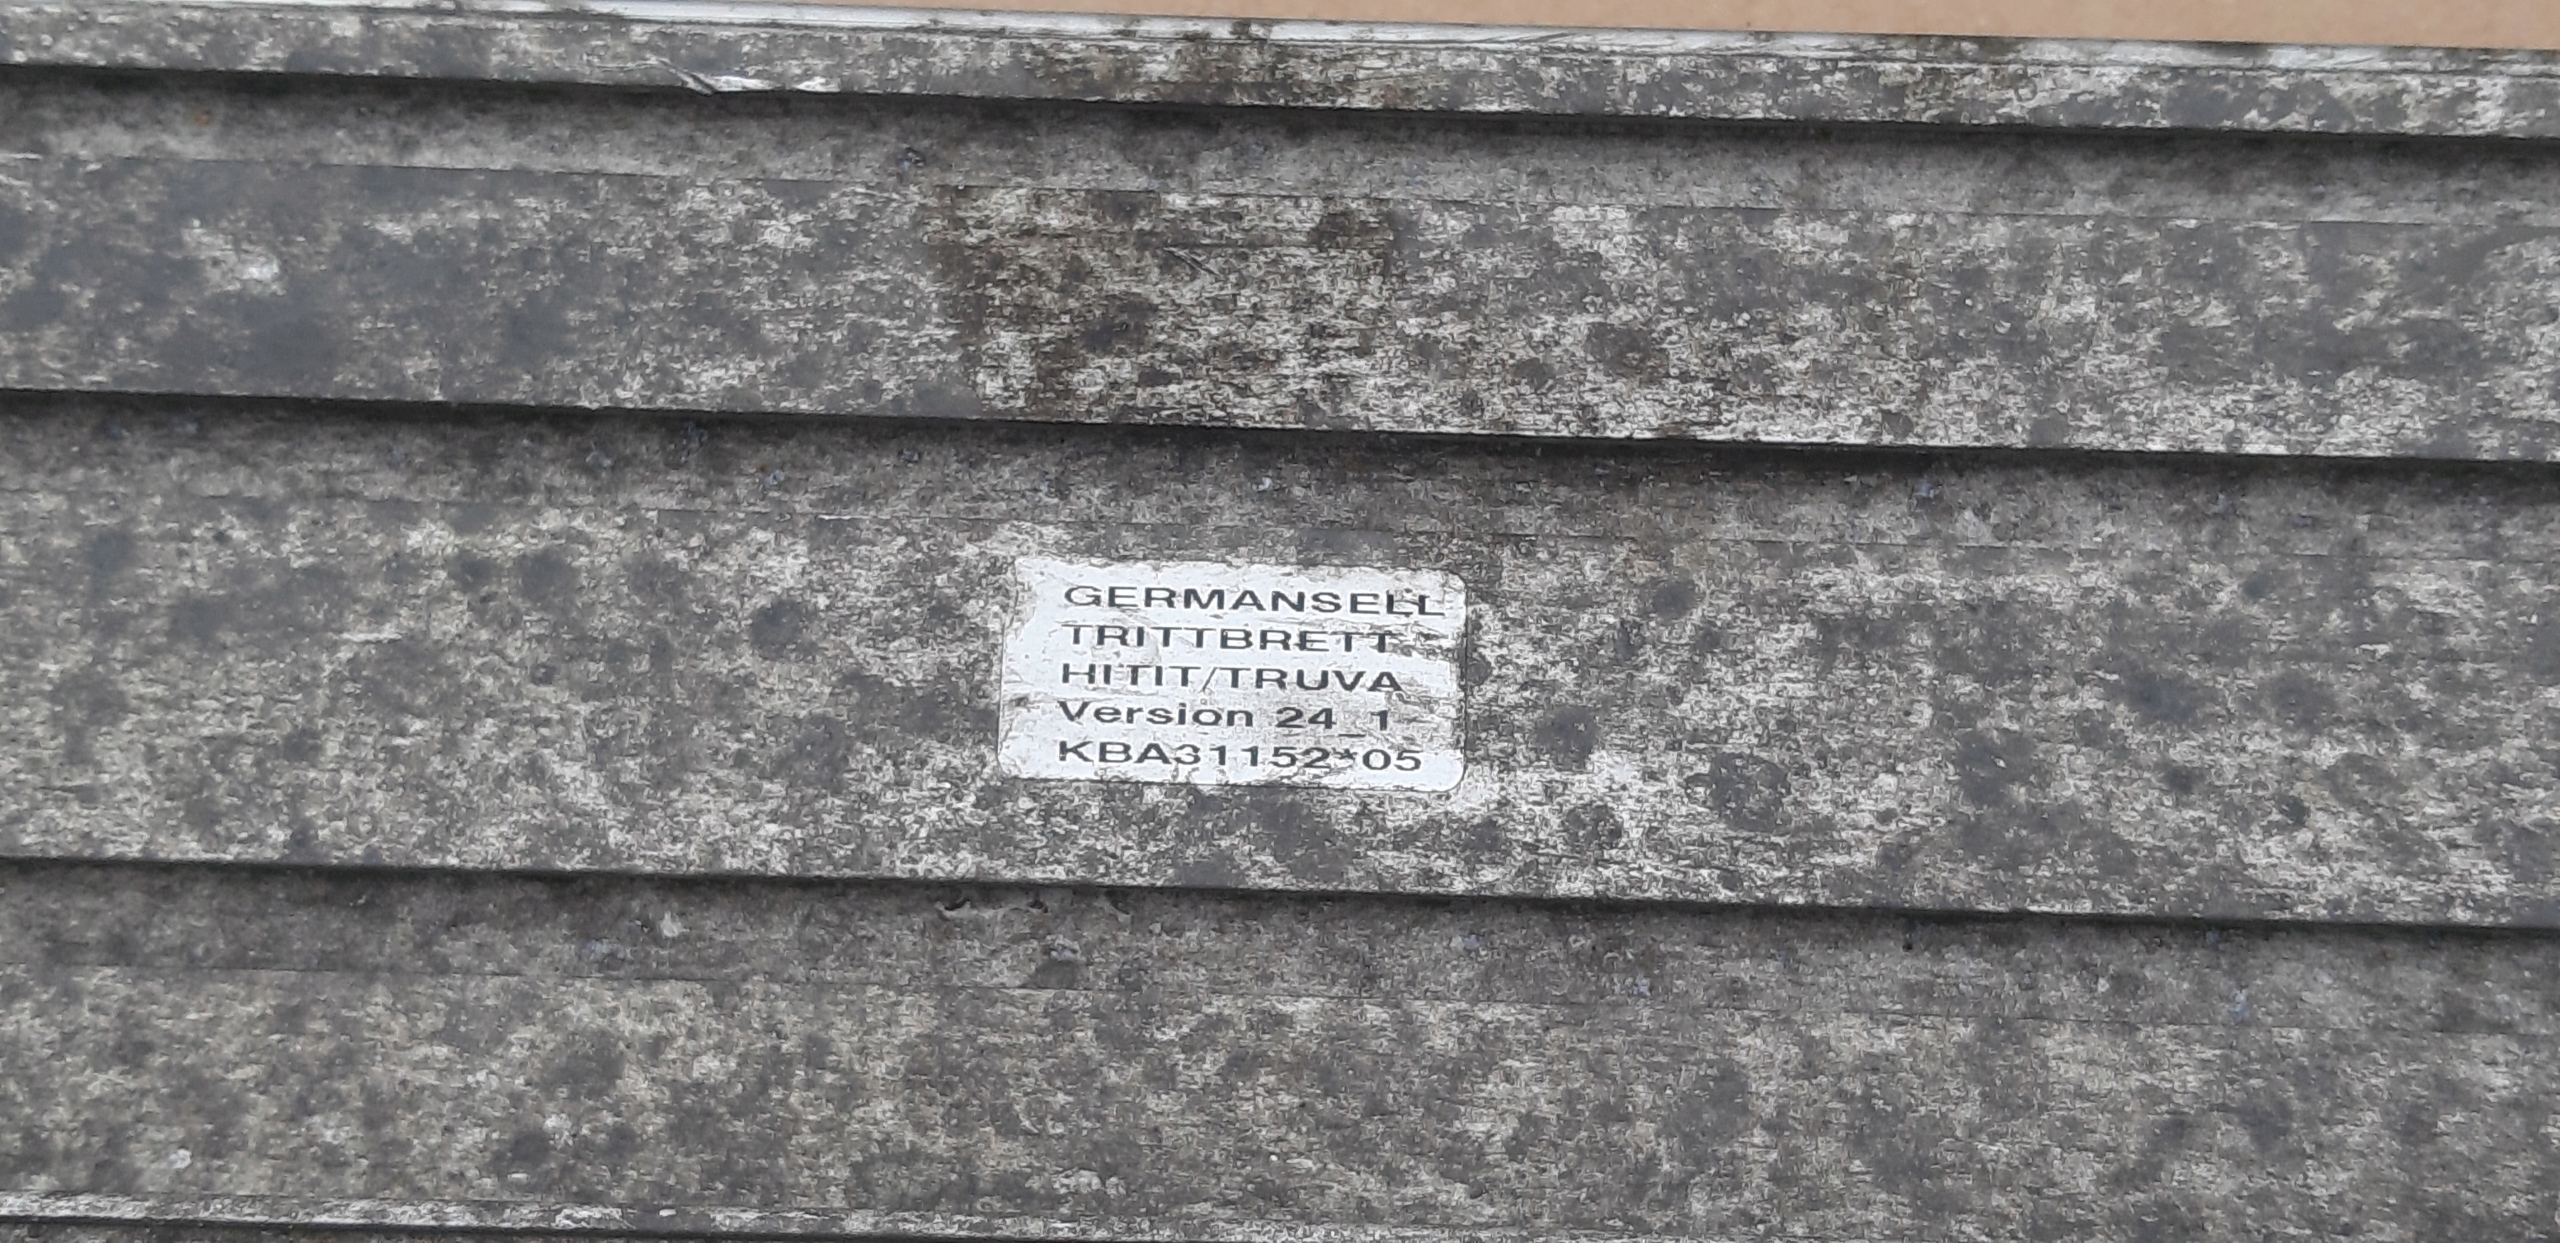 GERMANSELL
TRITTBRETT
HITIT/TRUVA
Version 24_1
KBA31152*05